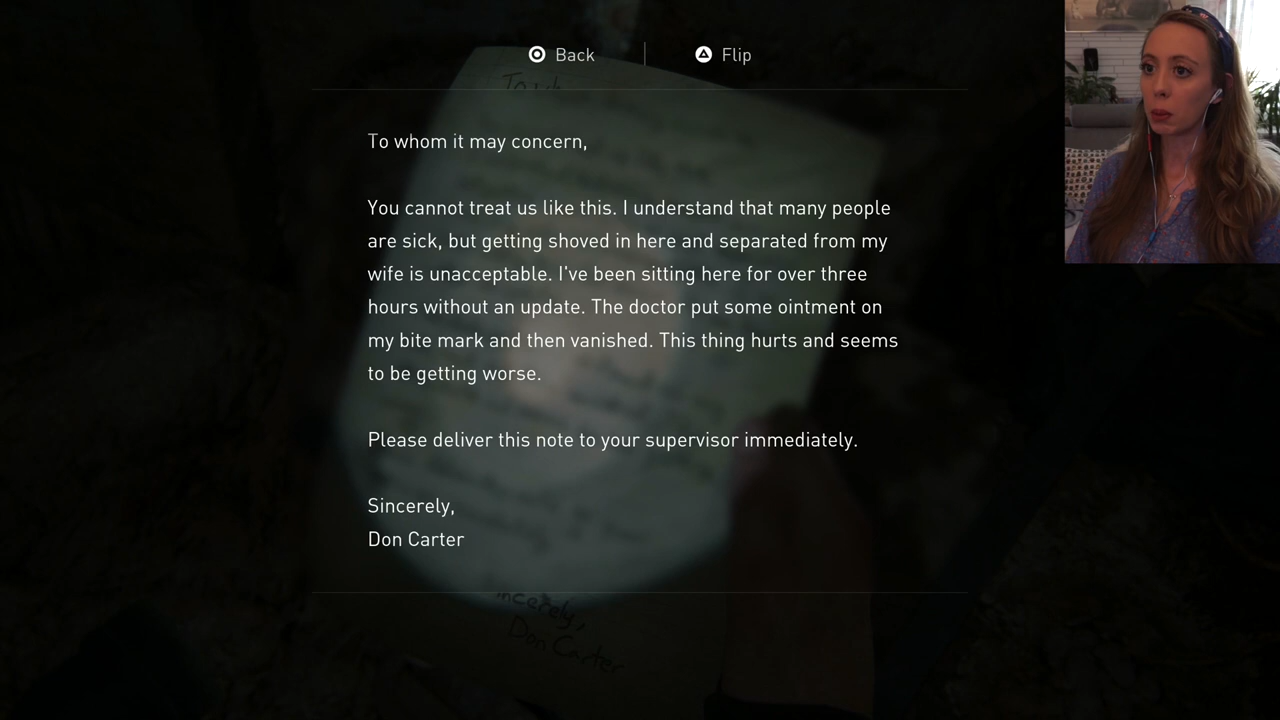 Back
Flip
To whom it may concern,
You cannot treat us like this. I understand that many people
are sick, but getting shoved in here and separated from my
wife is unacceptable. I've been sitting here for over three
hours without an update. The doctor put some ointment on
my bite mark and then vanished. This thing hurts and seems
to be getting worse.
Please deliver this note to your supervisor immediately.
Sincerely,
Don Carter
Sincerely,
Don Carter